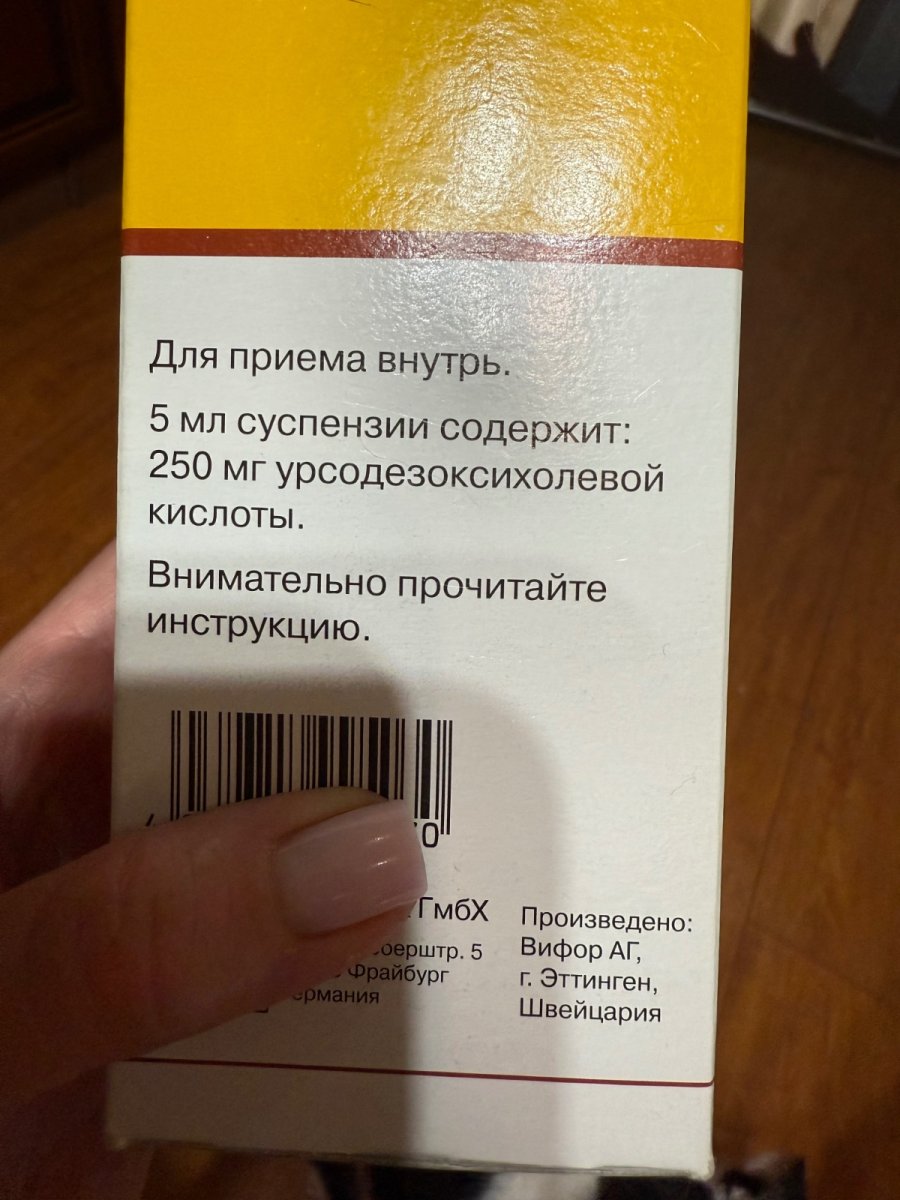 Для приема внутрь.
5 мл суспензии содержит:
250 мг урсодезоксихолевой
кислоты.
Внимательно прочитайте
инструкцию.
ГмбХ
5
Фрайбург
Произведено:
Вифор АГ,
г. Эттинген,
Швейцария